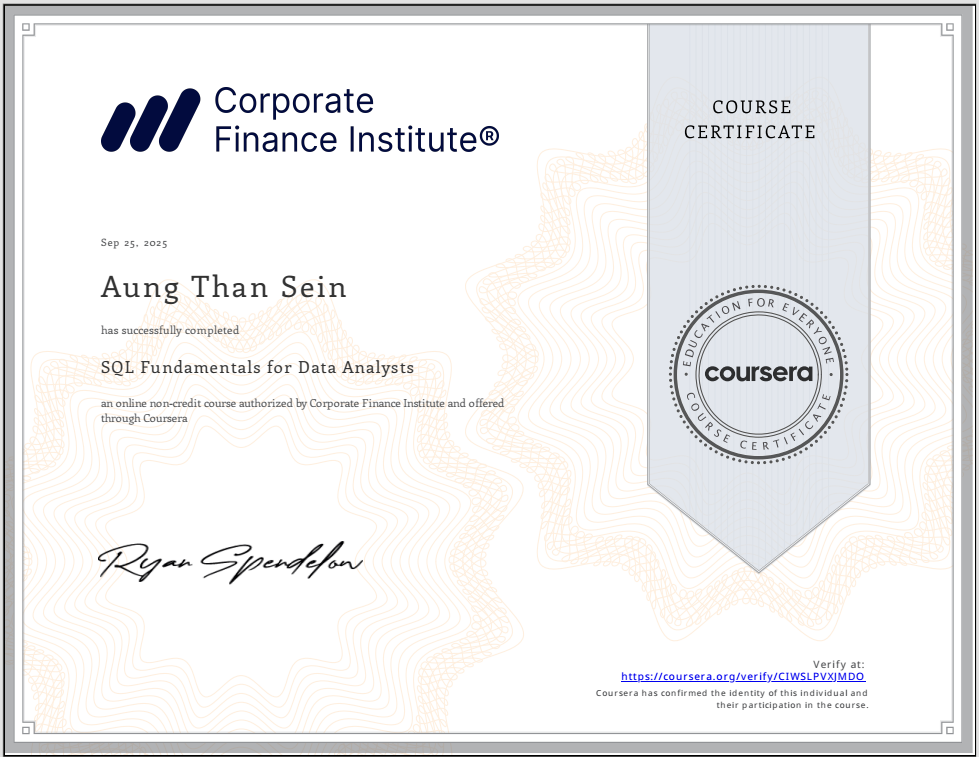 Corporate
Finance Institute®
COURSE
CERTIFICATE
Sep 25, 2025
Aung Than Sein
has successfully completed
SQL Fundamentals for Data Analysts
an online non-credit course authorized by Corporate Finance Institute and offered
through Coursera
EDUCATION FOR EVERYONE
coursera
COURSE CERTIFICATE
Ryan Spendelow
Verify at:
https://coursera.org/verify/CIWSLPVXJMDO
Coursera has confirmed the identity of this individual and
their participation in the course.